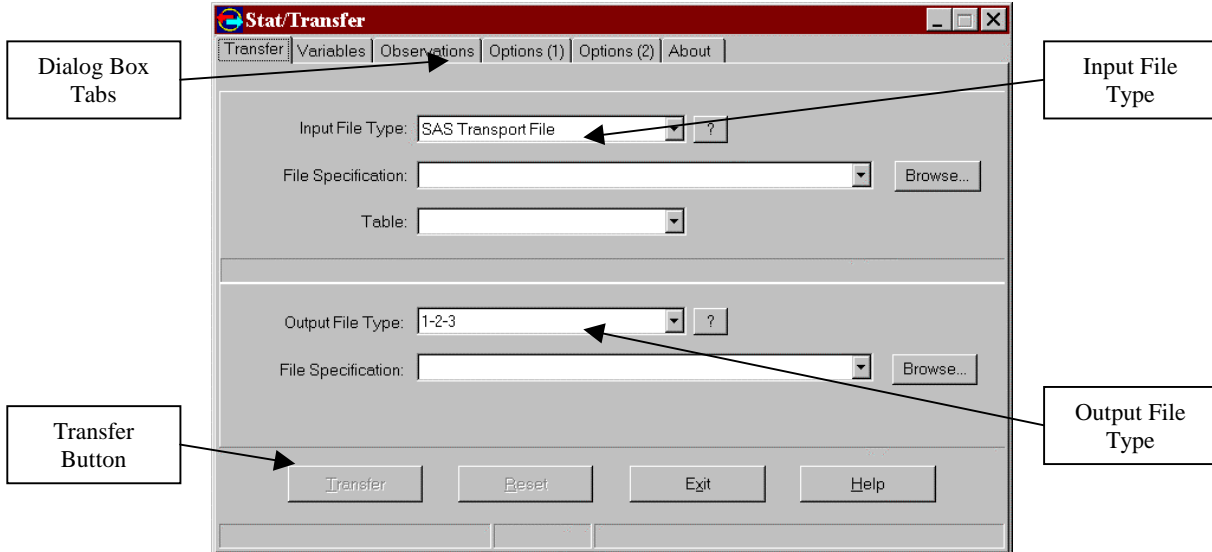 Stat/Transfer
Transfer Variables Observations Options (1) Options (2) About
Dialog Box
Tabs
Input File
Type
Input File Type: SAS Transport File ?
File Specification: Browse...
Table:
Output File Type: 1-2-3 ?
File Specification: Browse...
Output File
Type
Transfer
Button
Transfer Reset Exit Help